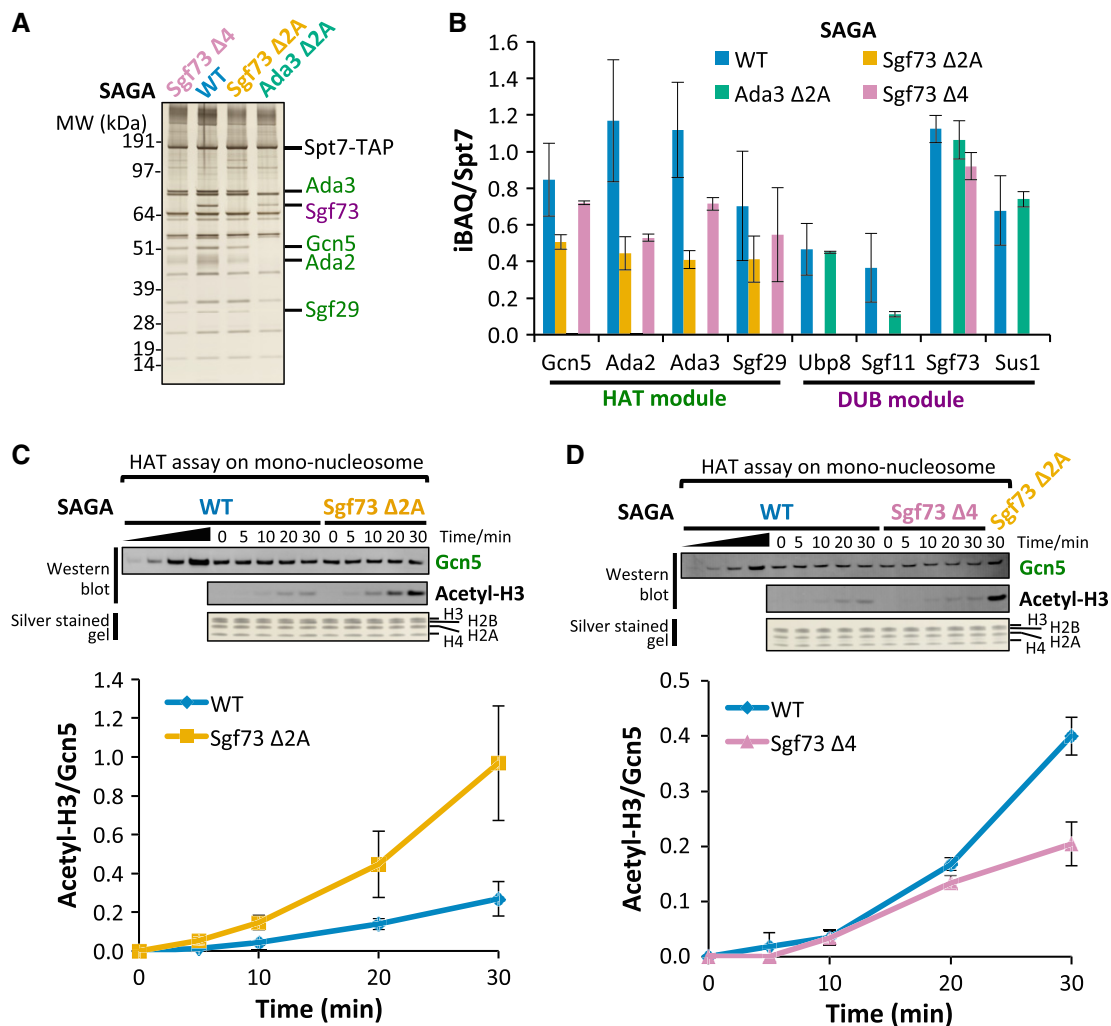 A
SAGA
Sgf73 Δ4
WT
Sgf73 Δ2A
Ada3 Δ2A
MW (kDa)
191
97
64
51
39
28
19
14
Spt7-TAP
Ada3
Sgf73
Gcn5
Ada2
Sgf29
B
SAGA
WT
Sgf73 Δ2A
Ada3 Δ2A
Sgf73 Δ4
iBAQ/Spt7
1.6
1.4
1.2
1.0
0.8
0.6
0.4
0.2
0.0
Gcn5 Ada2 Ada3 Sgf29 Ubp8 Sgf11 Sgf73 Sus1
HAT module DUB module
C
HAT assay on mono-nucleosome
SAGA WT Sgf73 Δ2A
0 5 10 20 30 0 5 10 20 30 Time/min
Western blot
Gcn5
Acetyl-H3
Silver stained gel
H3
H2B
H2A
H4
WT
Sgf73 Δ2A
Acetyl-H3/Gcn5
1.4
1.2
1.0
0.8
0.6
0.4
0.2
0.0
0 10 20 30
Time (min)
D
HAT assay on mono-nucleosome
SAGA WT Sgf73 Δ4 Sgf73 Δ2A
0 5 10 20 30 0 5 10 20 30 30 Time/min
Western blot
Gcn5
Acetyl-H3
Silver stained gel
H3
H2B
H2A
H4
WT
Sgf73 Δ4
Acetyl-H3/Gcn5
0.5
0.4
0.3
0.2
0.1
0.0
0 10 20 30
Time (min)